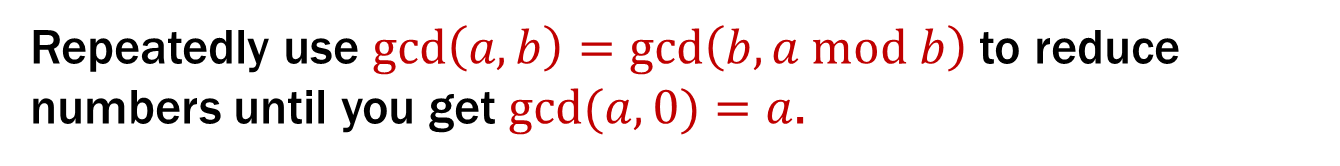 Repeatedly use gcd(a, b) = gcd(b, a mod b) to reduce
numbers until you get gcd(a, 0) = a.